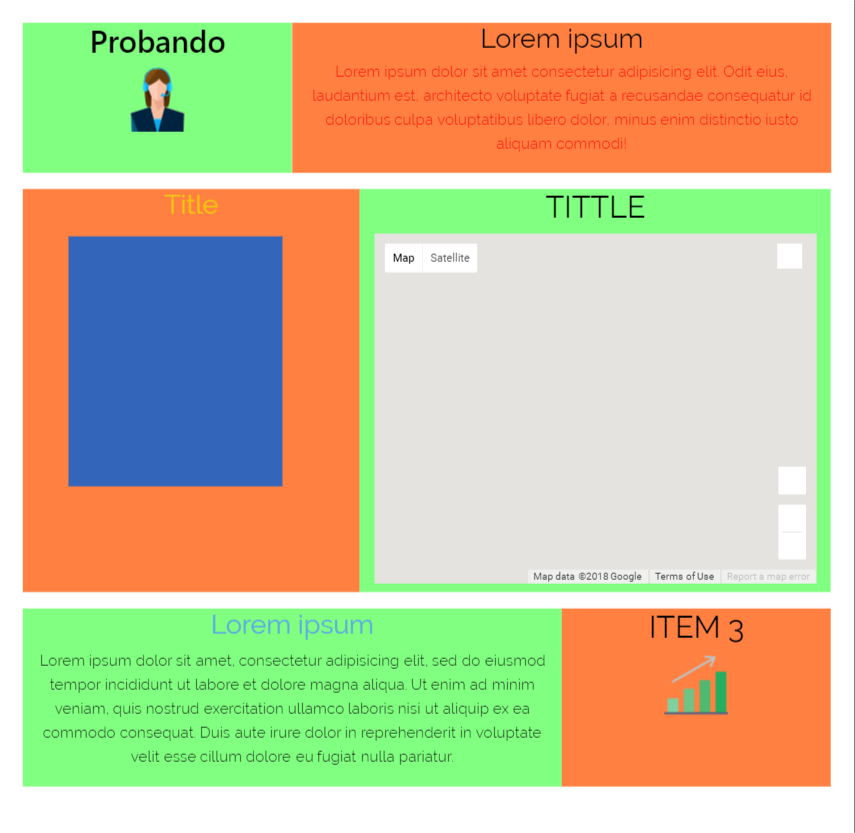 Probando
Lorem ipsum
Lorem ipsum dolor sit amet consectetur adipisicing elit. Odit eius,
laudantium est, architecto voluptate fugiat a recusandae consequatur id
doloribus culpa voluptatibus libero dolor, minus enim distinctio iusto
aliquam commodi!
Title
TITTLE
Map Satellite
Map data ©2018 Google Terms of Use Report a map error
Lorem ipsum
Lorem ipsum dolor sit amet, consectetur adipisicing elit, sed do eiusmod
tempor incididunt ut labore et dolore magna aliqua. Ut enim ad minim
veniam, quis nostrud exercitation ullamco laboris nisi ut aliquip ex ea
commodo consequat. Duis aute irure dolor in reprehenderit in voluptate
velit esse cillum dolore eu fugiat nulla pariatur.
ITEM 3